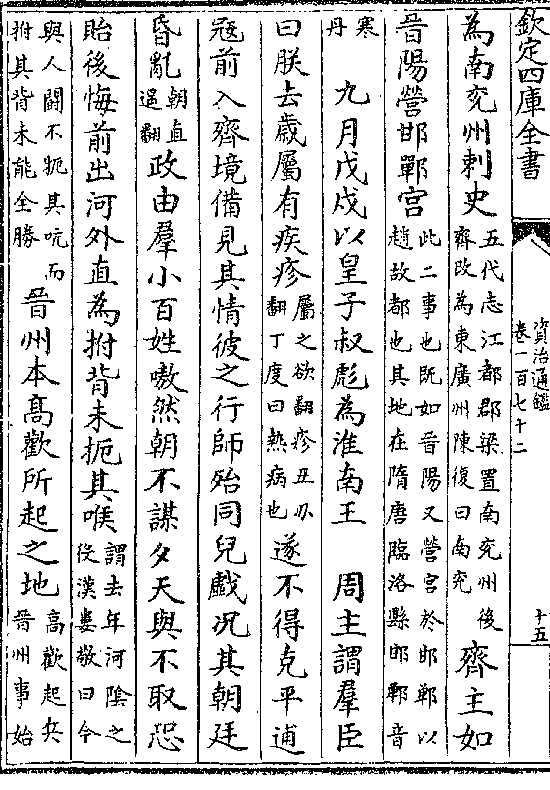 欽定四庫全書
資治通鑑
卷一百七十二
十五
為南兗州刺史五代志江都郡梁置南兗州後
齊改為東廣州陳復曰南兗齊主如
晉陽營邯鄲宫此二事也既如晉陽又營宫於邯鄲以
趙故都也其地在隋唐臨洛縣邯鄲音
寒
丹九月戊戌以皇子叔彪為淮南王 周主謂羣臣
曰朕去歲屬有疾疹屬之欲翻疹丑刃
翻丁度曰熱病也遂不得克平逋
寇前入齊境備見其情彼之行師殆同兒戲况其朝廷
昏亂朝直
遥翻政由羣小百姓嗷然朝不謀夕天與不取恐
貽後悔前出河外直為拊背未扼其喉謂去年河陰之
役漢婁敬曰今
與人鬭不扼其吭而
拊其背未能全勝晉州本高歡所起之地高歡起兵
晉州事始